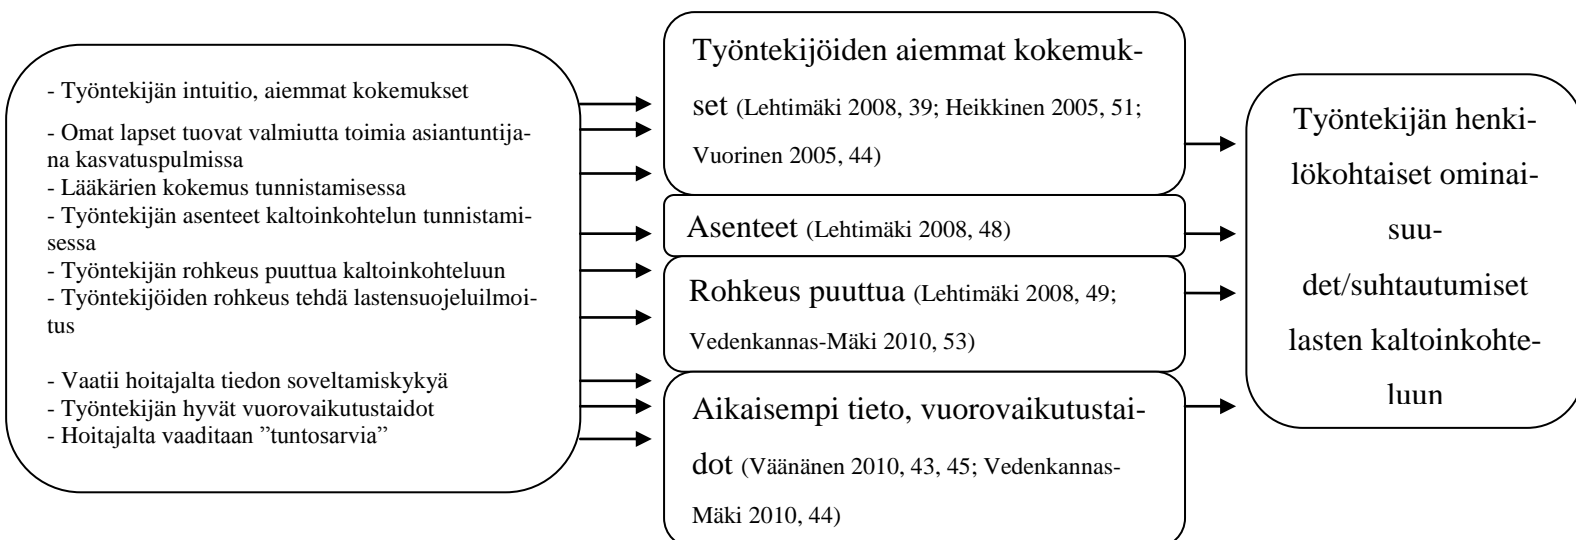 - Työntekijän intuitio, aiemmat kokemukset
- Omat lapset tuovat valmiutta toimia asiantuntija-
na kasvatuspulmissa
- Lääkärien kokemus tunnistamisessa
- Työntekijän asenteet kaltoinkohtelun tunnistami-
sessa
- Työntekijän rohkeus puuttua kaltoinkohteluun
- Työntekijöiden rohkeus tehdä lastensuojeluilmoi-
tus
- Vaatii hoitajalta tiedon soveltamiskykyä
- Työntekijän hyvät vuorovaikutustaidot
- Hoitajalta vaaditaan ”tuntosarvia”
Työntekijöiden aiemmat kokemuk-
set (Lehtimäki 2008, 39; Heikkinen 2005, 51;
Vuorinen 2005, 44)
Asenteet (Lehtimäki 2008, 48)
Rohkeus puuttua (Lehtimäki 2008, 49;
Vedenkannas-Mäki 2010, 53)
Aikaisempi tieto, vuorovaikutustai-
dot (Väänänen 2010, 43, 45; Vedenkannas-
Mäki 2010, 44)
Työntekijän henki-
lökohtaiset ominai-
suu-
det/suhtautumiset
lasten kaltoinkohte-
luun